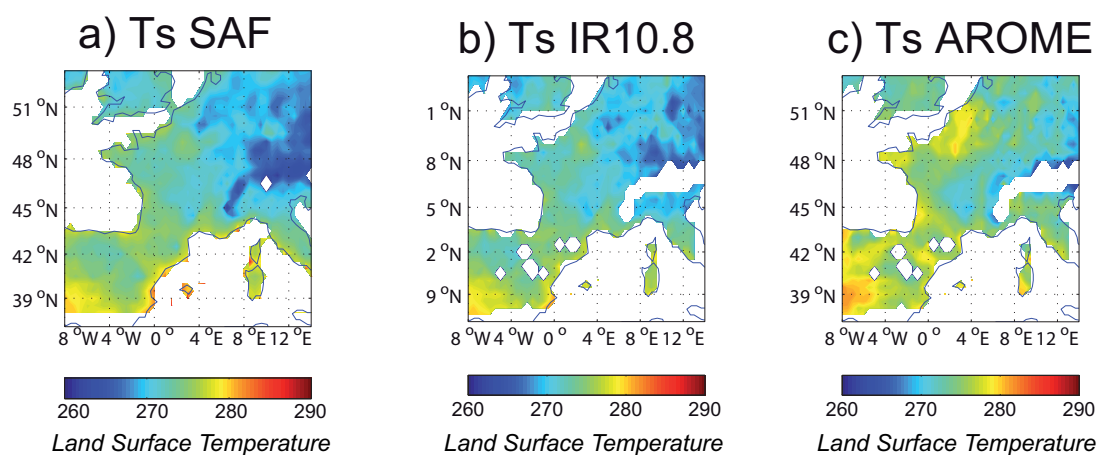 a) Ts SAF
b) Ts IR10.8
c) Ts AROME
51 °N
48 °N
45 °N
42 °N
39 °N
8 °W 4 °W 0 ° 4 °E 8 °E 12 °E
1 °N
8 °N
5 °N
2 °N
9 °N
8 °W 4 °W 0 ° 4 °E 8 °E 12 °E
51 °N
48 °N
45 °N
42 °N
39 °N
8 °W 4 °W 0 ° 4 °E 8 °E 12 °E
260 270 280 290
Land Surface Temperature
260 270 280 290
Land Surface Temperature
260 270 280 290
Land Surface Temperature